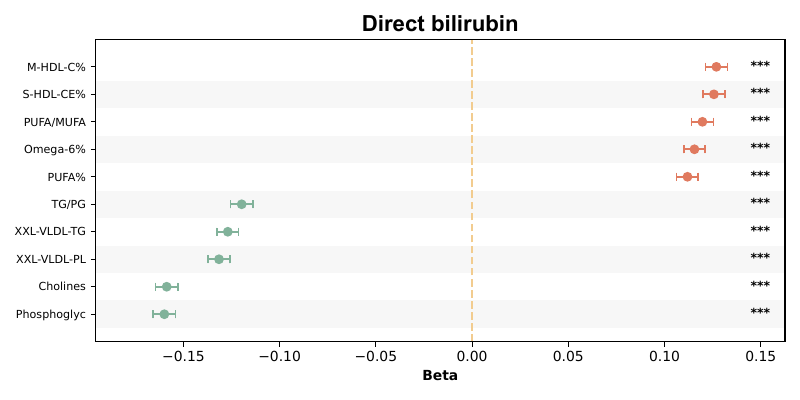 Direct bilirubin
M-HDL-C% ***
S-HDL-CE% ***
PUFA/MUFA ***
Omega-6% ***
PUFA% ***
TG/PG ***
XXL-VLDL-TG ***
XXL-VLDL-PL ***
Cholines ***
Phosphoglyc ***
−0.15 −0.10 −0.05 0.00 0.05 0.10 0.15
Beta